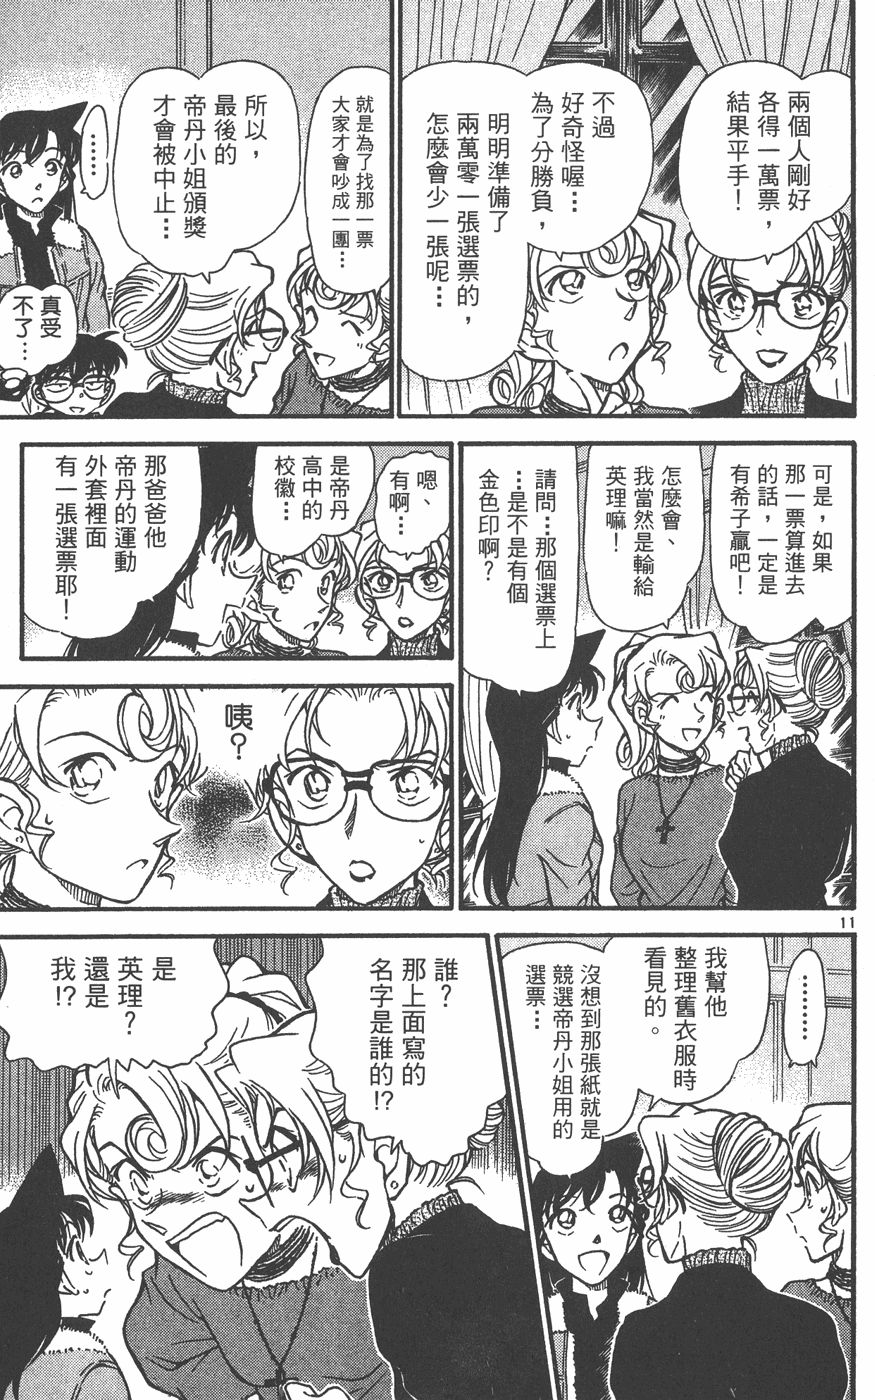 兩個人剛好
各得一萬票，
結果平手！
不過
好奇怪喔…
為了分勝負，
明明準備了
兩萬零一張選票的，
怎麼會少一張呢…
就是為了找那一票
大家才會吵成一團…
所以，
最後的
帝丹小姐頒獎
才會被中止…
……
真受
不了…
可是，如果
那一票算進去
的話，一定是
有希子贏吧！
怎麼會、
我當然是輸給
英理嘛！
請問…那個選票上
…是不是有個
金色印啊？
嗯、
有啊…
是帝丹
高中的
校徽…
那爸爸他
帝丹的運動
外套裡面
有一張選票耶！
咦？
11
………
我幫他
整理舊衣服時
看見的。
沒想到那張紙就是
競選帝丹小姐用的
選票…
誰？
那上面寫的
名字是誰的!?
是
英理？
還是
我!?